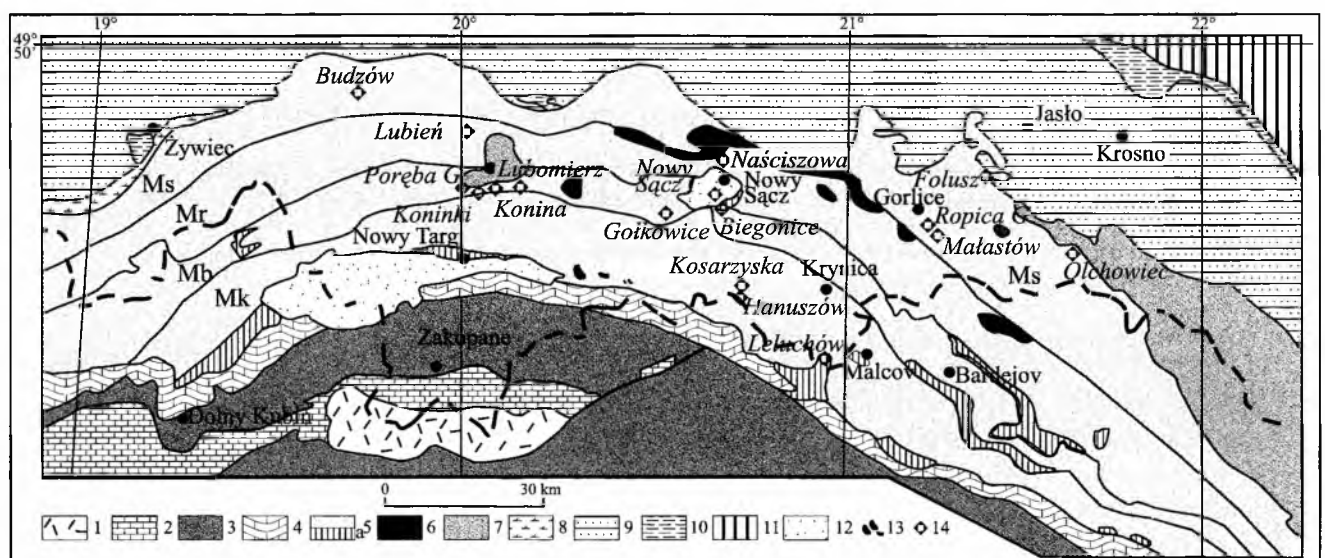 19° 20° 21° 22°
49°
50'
Budzów
Jasło
Lubień
Krosno
Żywiec
Naściszowa
Nowy
Sącz
Lubomierz
Nowy
Sącz
Folusz
Ms
Poręba G.
Gorlice
Ropica G.
Mr
Koninki
Konina
Gołkowice
Biegonice
Małastów
Nowy Targ
Olchowiec
Mb
Kosarzyska
Krynica
Ms
Mk
Hanuszów
Zakopane
Leluchów
Malcov
Bardejov
Dolny Kubin
0 30 km
1 2 3 4 a 5 6 7 8 9 10 11 12 13 14